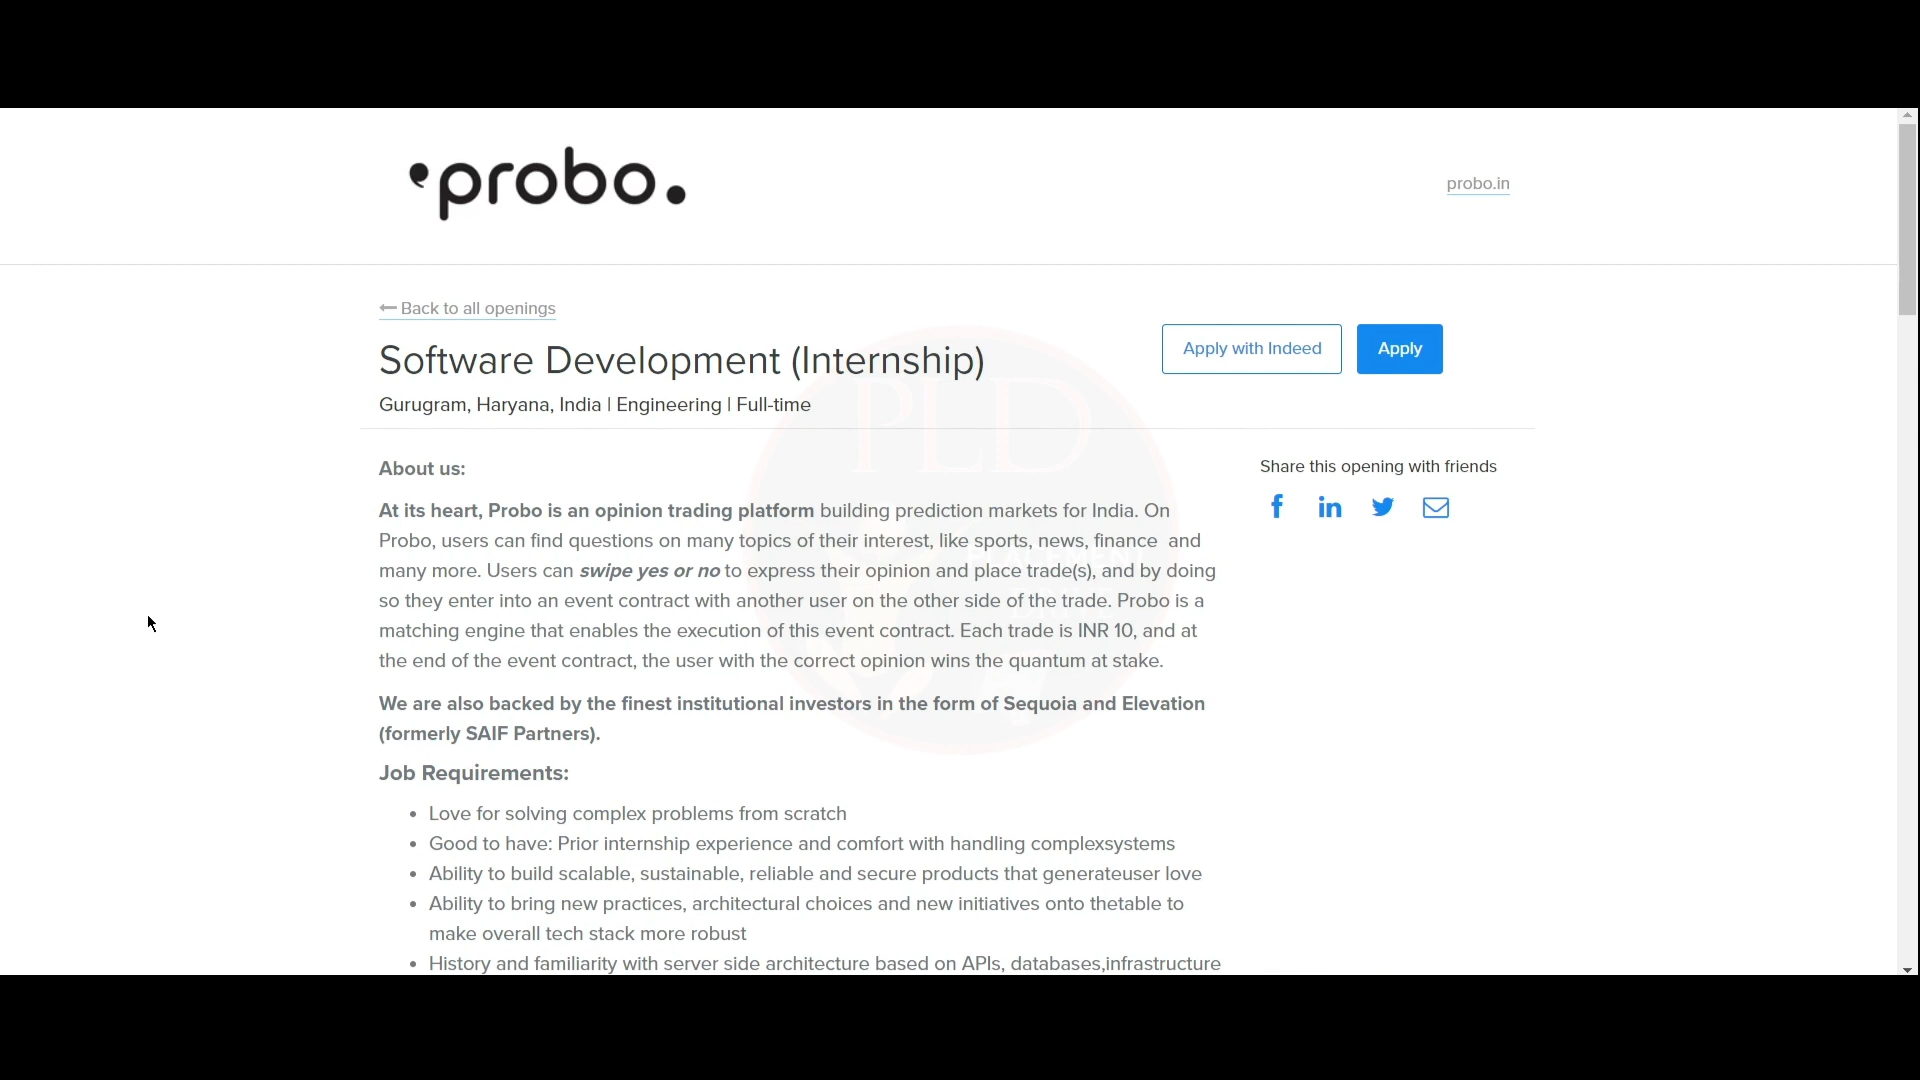 probo.
probo.in
Back to all openings
Software Development (Internship)
Apply with Indeed
Apply
Gurugram, Haryana, India | Engineering | Full-time
About us:
Share this opening with friends
At its heart, Probo is an opinion trading platform building prediction markets for India. On
Probo, users can find questions on many topics of their interest, like sports, news, finance and
many more. Users can swipe yes or no to express their opinion and place trade(s), and by doing
so they enter into an event contract with another user on the other side of the trade. Probo is a
matching engine that enables the execution of this event contract. Each trade is INR 10, and at
the end of the event contract, the user with the correct opinion wins the quantum at stake.
We are also backed by the finest institutional investors in the form of Sequoia and Elevation
(formerly SAIF Partners).
Job Requirements:
• Love for solving complex problems from scratch
• Good to have: Prior internship experience and comfort with handling complexsystems
• Ability to build scalable, sustainable, reliable and secure products that generateuser love
• Ability to bring new practices, architectural choices and new initiatives onto thetable to
make overall tech stack more robust
• History and familiarity with server side architecture based on APIs, databases,infrastructure
PLD
PLACEMENT